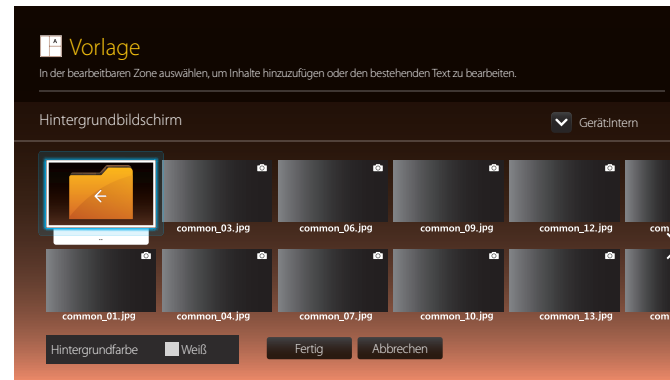 A
Vorlage
In der bearbeitbaren Zone auswählen, um Inhalte hinzuzufügen oder den bestehenden Text zu bearbeiten.
Hintergrundbildschirm
Gerät:Intern
..
common_03.jpg common_06.jpg common_09.jpg common_12.jpg com
common_01.jpg common_04.jpg common_07.jpg common_10.jpg common_13.jpg com
Hintergrundfarbe Weiß Fertig Abbrechen